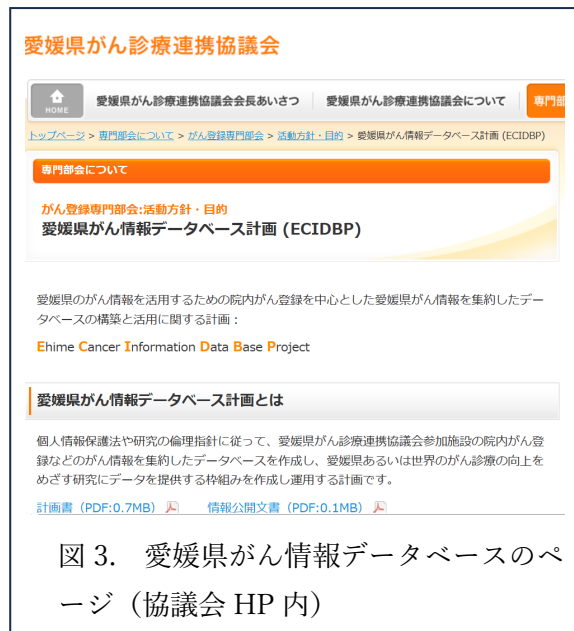 愛媛県がん診療連携協議会
HOME
愛媛県がん診療連携協議会会長あいさつ
愛媛県がん診療連携協議会について
専門部
トップページ > 専門部会について > がん登録専門部会 > 活動方針・目的 > 愛媛県がん情報データベース計画 (ECIDBP)
専門部会について
がん登録専門部会:活動方針・目的
愛媛県がん情報データベース計画 (ECIDBP)
愛媛県のがん情報を活用するための院内がん登録を中心とした愛媛県がん情報を集約したデー
タベースの構築と活用に関する計画：
Ehime Cancer Information Data Base Project
愛媛県がん情報データベース計画とは
個人情報保護法や研究の倫理指針に従って、愛媛県がん診療連携協議会参加施設の院内がん登
録などのがん情報を集約したデータベースを作成し、愛媛県あるいは世界のがん診療の向上を
めざす研究にデータを提供する枠組みを作成し運用する計画です。
計画書（PDF:0.7MB） 情報公開文書（PDF:0.1MB）
図 3. 愛媛県がん情報データベースのペ
ージ（協議会 HP 内）